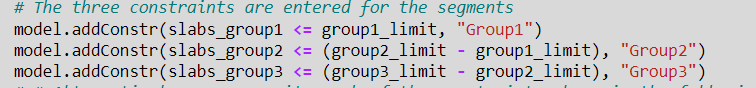 # The three constraints are entered for the segments
model.addConstr(slabs_group1 <= group1_limit, "Group1")
model.addConstr(slabs_group2 <= (group2_limit - group1_limit), "Group2")
model.addConstr(slabs_group3 <= (group3_limit - group2_limit), "Group3")